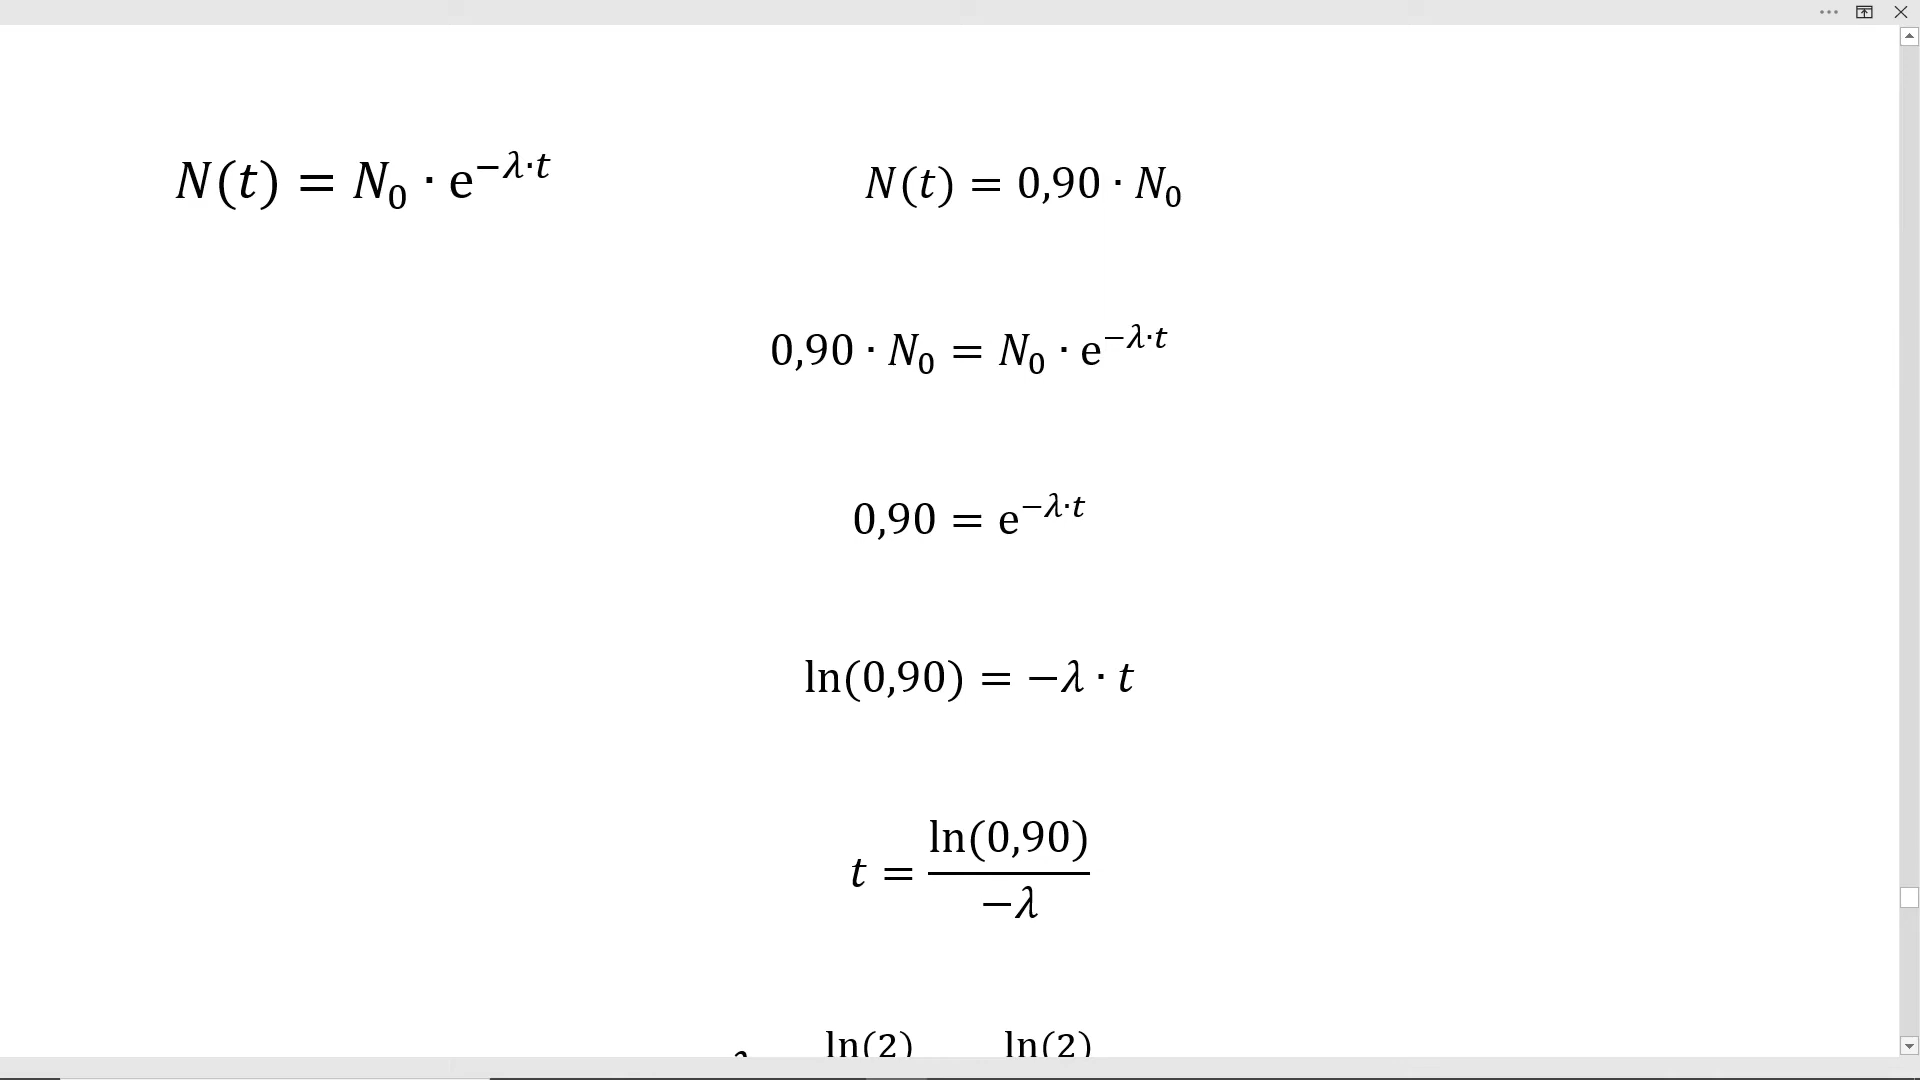 N(t) = N₀ · e^(−λ·t)
N(t) = 0,90 · N₀
0,90 · N₀ = N₀ · e^(−λ·t)
0,90 = e^(−λ·t)
ln(0,90) = −λ · t
t = ln(0,90) / −λ
ln(2) ln(2)